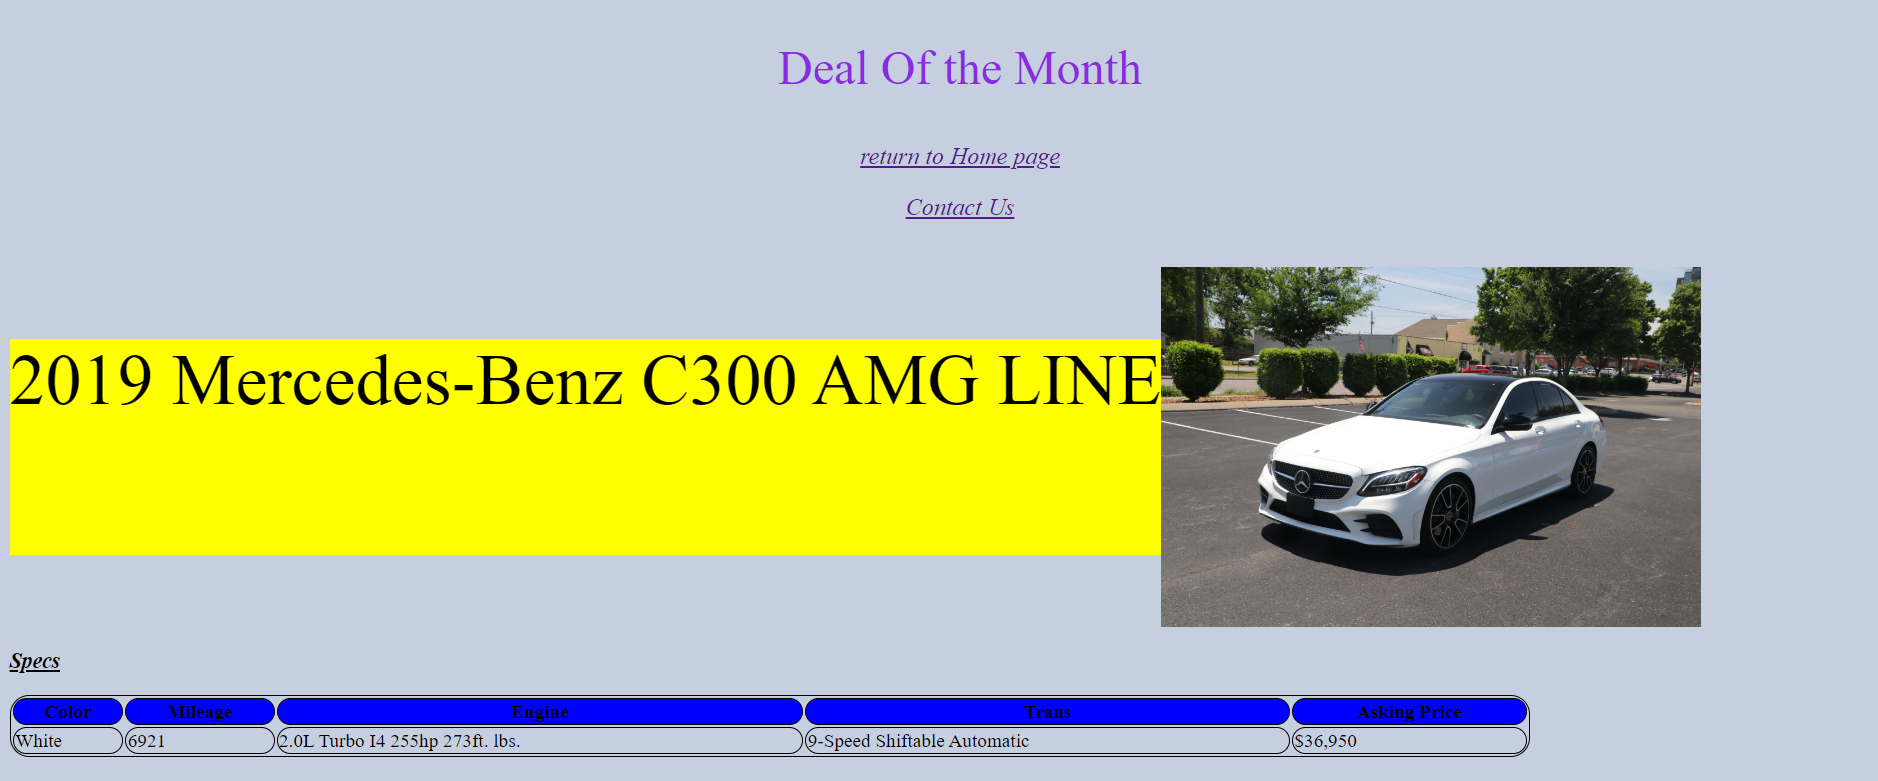 Deal Of the Month
return to Home page
Contact Us
2019 Mercedes-Benz C300 AMG LINE
Specs
Color Mileage Engine Trans Asking Price
White 6921 2.0L Turbo I4 255hp 273ft. lbs. 9-Speed Shiftable Automatic $36,950